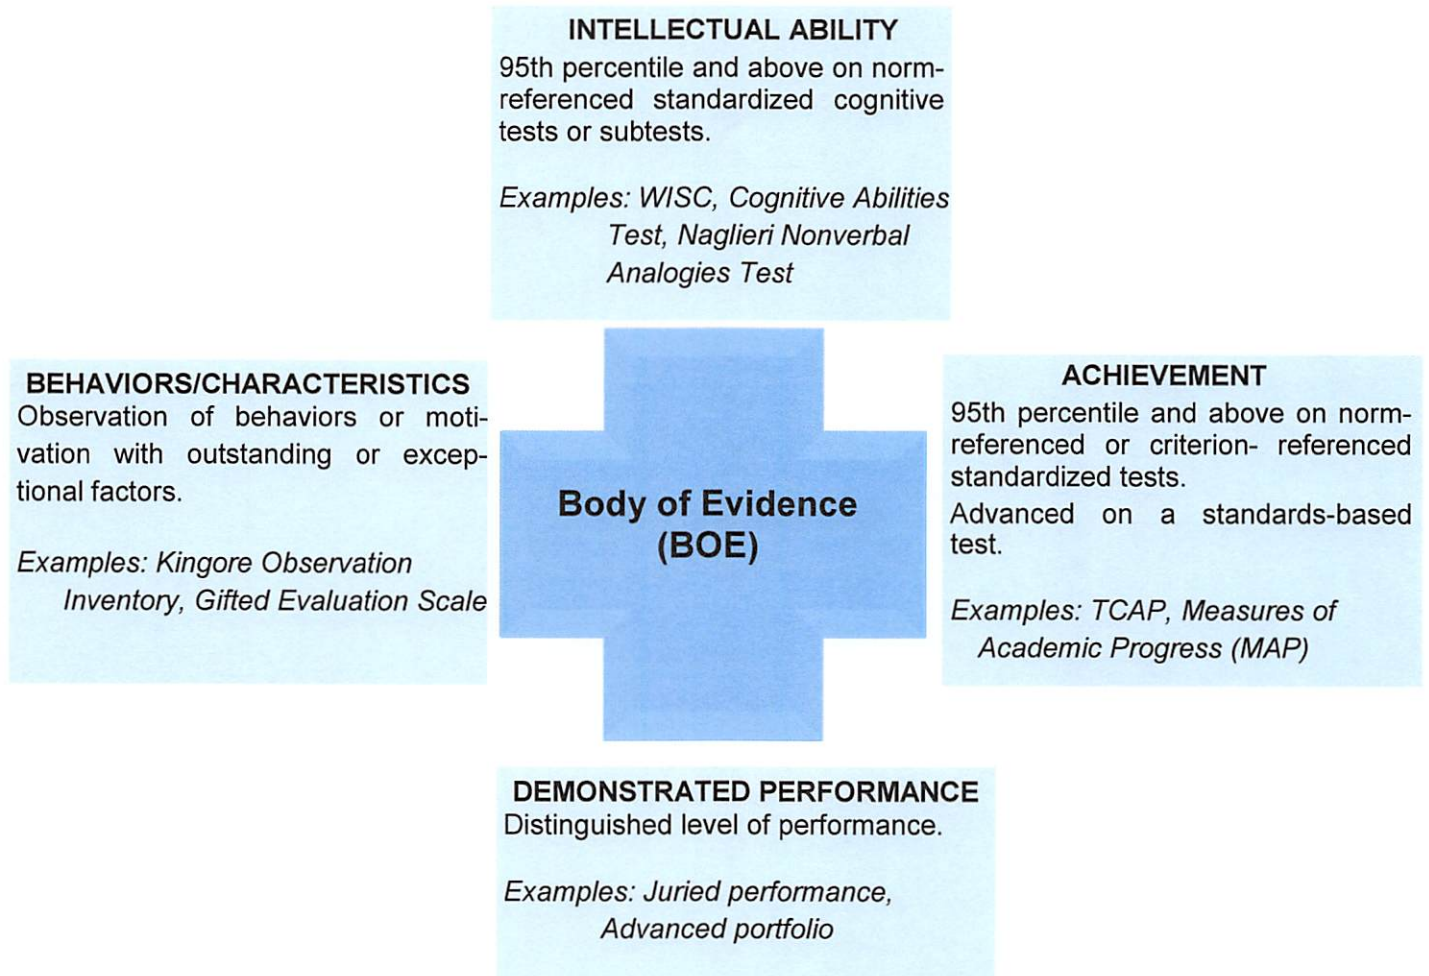 INTELLECTUAL ABILITY
95th percentile and above on norm-
referenced standardized cognitive
tests or subtests.
Examples: WISC, Cognitive Abilities
Test, Naglieri Nonverbal
Analogies Test
BEHAVIORS/CHARACTERISTICS
Observation of behaviors or moti-
vation with outstanding or excep-
tional factors.
Examples: Kingore Observation
Inventory, Gifted Evaluation Scale
Body of Evidence
(BOE)
ACHIEVEMENT
95th percentile and above on norm-
referenced or criterion- referenced
standardized tests.
Advanced on a standards-based
test.
Examples: TCAP, Measures of
Academic Progress (MAP)
DEMONSTRATED PERFORMANCE
Distinguished level of performance.
Examples: Juried performance,
Advanced portfolio